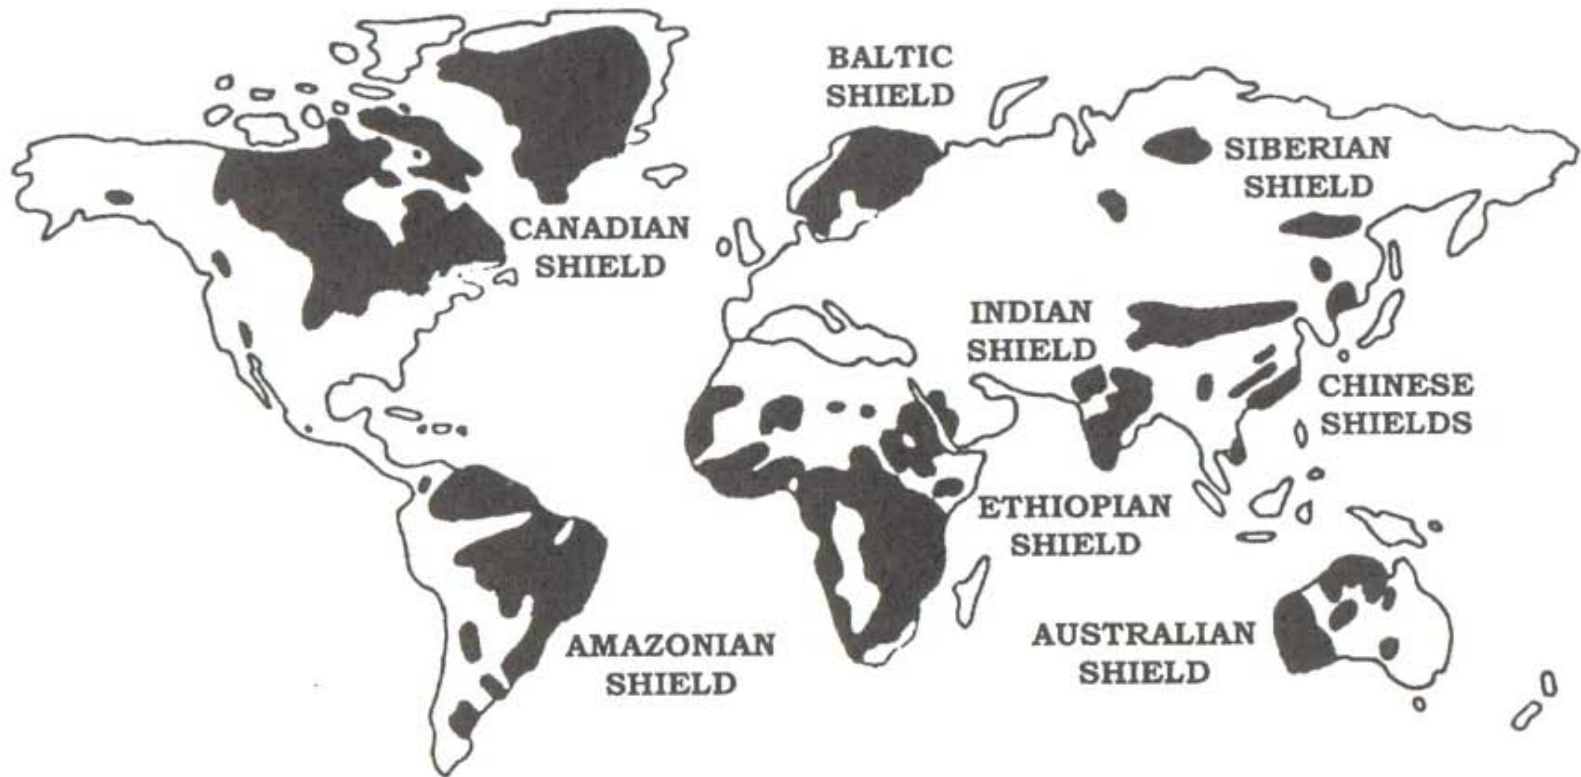 BALTIC
SHIELD
SIBERIAN
SHIELD
CANADIAN
SHIELD
INDIAN
SHIELD
CHINESE
SHIELDS
ETHIOPIAN
SHIELD
AMAZONIAN
SHIELD
AUSTRALIAN
SHIELD